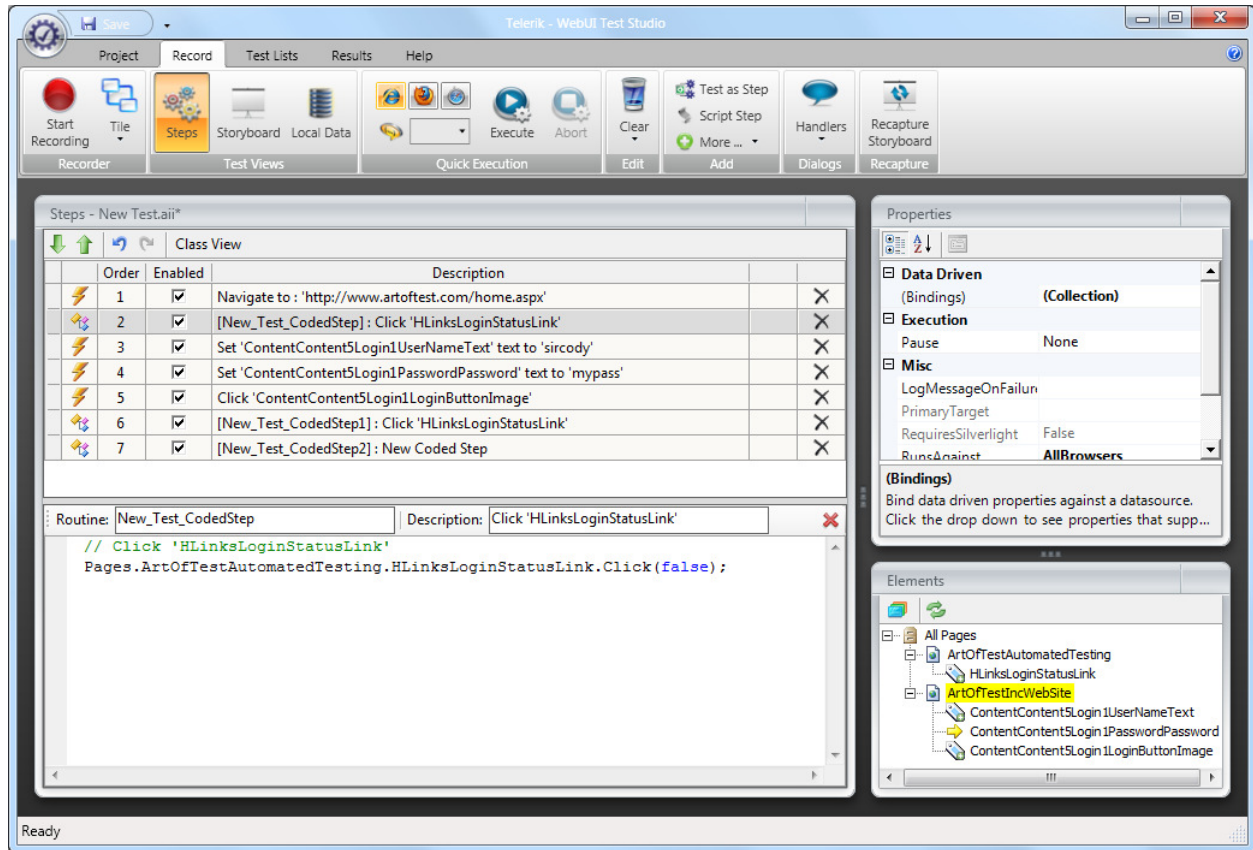 Save
Telerik - WebUI Test Studio
Project Record Test Lists Results Help
Start Recording
Tile
Steps
Storyboard
Local Data
Execute
Abort
Clear
Test as Step
Script Step
More ...
Handlers
Recapture Storyboard
Recorder Test Views Quick Execution Edit Add Dialogs Recapture
Steps - New Test.aii*
Class View
Order Enabled Description
1 Navigate to : 'http://www.artoftest.com/home.aspx'
2 [New_Test_CodedStep] : Click 'HLinksLoginStatusLink'
3 Set 'ContentContent5Login1UserNameText' text to 'sircody'
4 Set 'ContentContent5Login1PasswordPassword' text to 'mypass'
5 Click 'ContentContent5Login1LoginButtonImage'
6 [New_Test_CodedStep1] : Click 'HLinksLoginStatusLink'
7 [New_Test_CodedStep2] : New Coded Step
Routine: New_Test_CodedStep Description: Click 'HLinksLoginStatusLink'
// Click 'HLinksLoginStatusLink'
Pages.ArtOfTestAutomatedTesting.HLinksLoginStatusLink.Click(false);
Properties
Data Driven
(Bindings) (Collection)
Execution
Pause None
Misc
LogMessageOnFailure
PrimaryTarget
RequiresSilverlight False
RunsAgainst AllBrowsers
(Bindings)
Bind data driven properties against a datasource.
Click the drop down to see properties that supp...
Elements
All Pages
ArtOfTestAutomatedTesting
HLinksLoginStatusLink
ArtOfTestIncWebSite
ContentContent5Login1UserNameText
ContentContent5Login1PasswordPassword
ContentContent5Login1LoginButtonImage
Ready